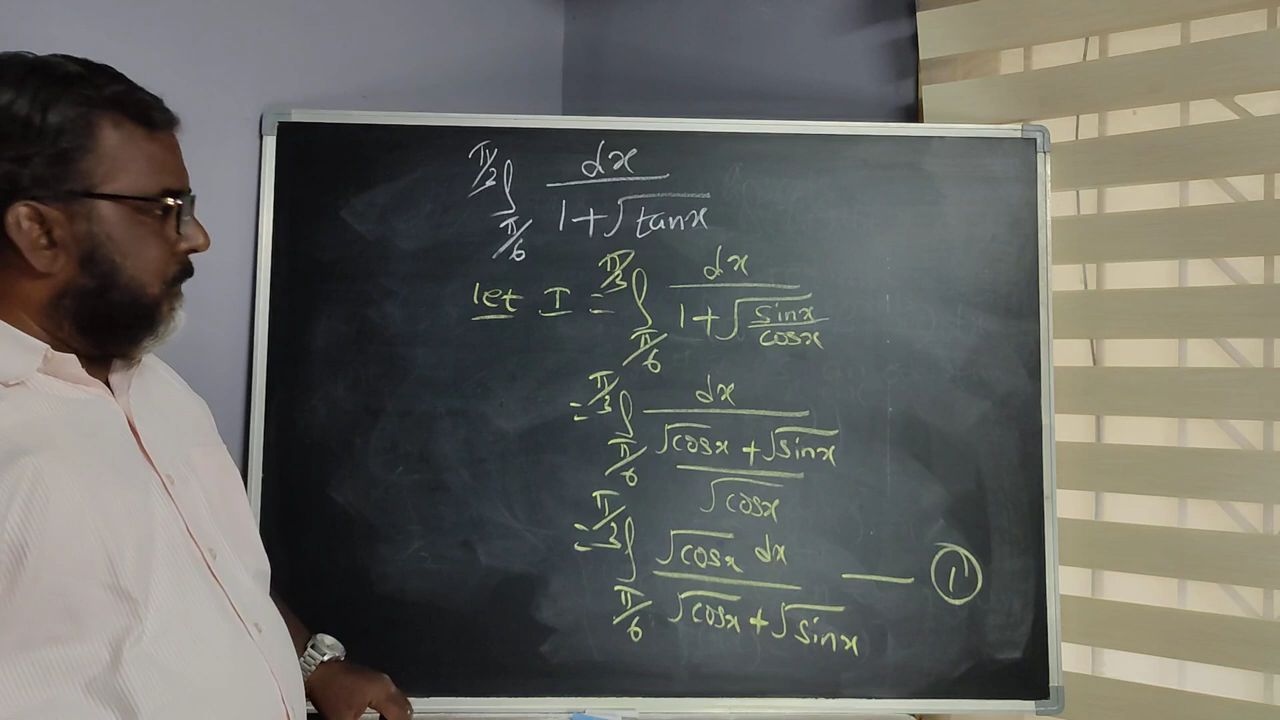 π/2 ∫ π/6 dx / 1+√tanx
let I = π/3 ∫ π/6 dx / 1+√(sinx/cosx)
= π/3 ∫ π/6 dx / (√cosx + √sinx / √cosx)
= π/3 ∫ π/6 √cosx dx / √cosx + √sinx — ①